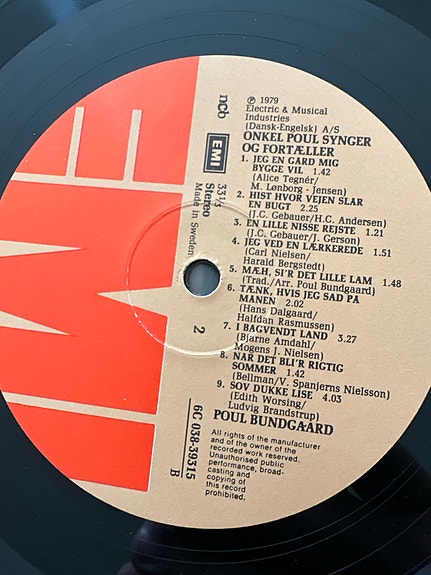 EMI
ncb
EMI
33⅓
Stereo
Made in Sweden
2
℗ 1979
Electric & Musical
Industries
(Dansk-Engelsk) A/S
ONKEL POUL SYNGER
OG FORTÆLLER
1. JEG EN GARD MIG
BYGGE VIL 1.42
(Alice Tegnér/
M. Lønborg - Jensen)
2. HIST HVOR VEJEN SLAR
EN BUGT 2.25
(J.C. Gebauer/H.C. Andersen)
3. EN LILLE NISSE REJSTE 1.21
(J.C. Gebauer/J. Gerson)
4. JEG VED EN LÆRKEREDE 1.51
(Carl Nielsen/
Harald Bergstedt)
5. MÆH, SI'R DET LILLE LAM 1.48
(Trad./Arr. Poul Bundgaard)
6. TÆNK, HVIS JEG SAD PA
MANEN 2.02
(Hans Dalgaard/
Halfdan Rasmussen)
7. I BAGVENDT LAND 3.27
(Bjarne Amdahl/
Mogens J. Nielsen)
8. NAR DET BLI'R RIGTIG
SOMMER 1.42
(Bellman/V. Spanjerns Nielsson)
9. SOV DUKKE LISE 4.03
(Edith Worsing/
Ludvig Brandstrup)
POUL BUNDGAARD
All rights of the manufacturer
and of the owner of the
recorded work reserved.
Unauthorised public
performance, broad-
casting and
copying of
this record
prohibited.
6C 038-39315
B